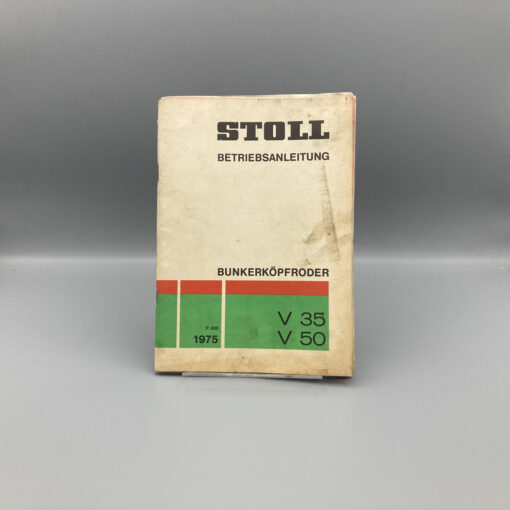 STOLL
BETRIEBSANLEITUNG
BUNKERKÖPFRODER
V 35
V 50
1975